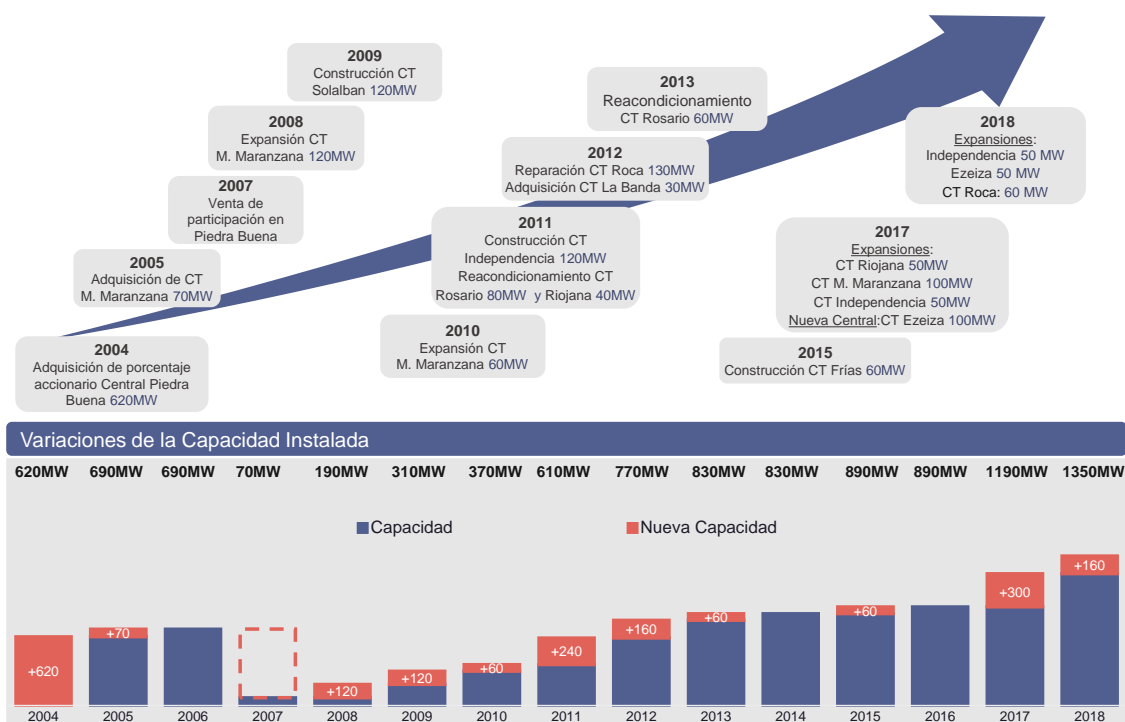 2009
Construcción CT
Solalban 120MW
2013
Reacondicionamiento
CT Rosario 60MW
2008
Expansión CT
M. Maranzana 120MW
2018
Expansiones:
Independencia 50 MW
Ezeiza 50 MW
CT Roca: 60 MW
2012
Reparación CT Roca 130MW
Adquisición CT La Banda 30MW
2007
Venta de
participación en
Piedra Buena
2011
Construcción CT
Independencia 120MW
Reacondicionamiento CT
Rosario 80MW y Riojana 40MW
2017
Expansiones:
CT Riojana 50MW
CT M. Maranzana 100MW
CT Independencia 50MW
Nueva Central:CT Ezeiza 100MW
2005
Adquisición de CT
M. Maranzana 70MW
2010
Expansión CT
M. Maranzana 60MW
2004
Adquisición de porcentaje
accionario Central Piedra
Buena 620MW
2015
Construcción CT Frías 60MW
Variaciones de la Capacidad Instalada
620MW 690MW 690MW 70MW 190MW 310MW 370MW 610MW 770MW 830MW 830MW 890MW 890MW 1190MW 1350MW
Capacidad Nueva Capacidad
+620 +70 +120 +120 +60 +240 +160 +60 +60 +300 +160
2004 2005 2006 2007 2008 2009 2010 2011 2012 2013 2014 2015 2016 2017 2018